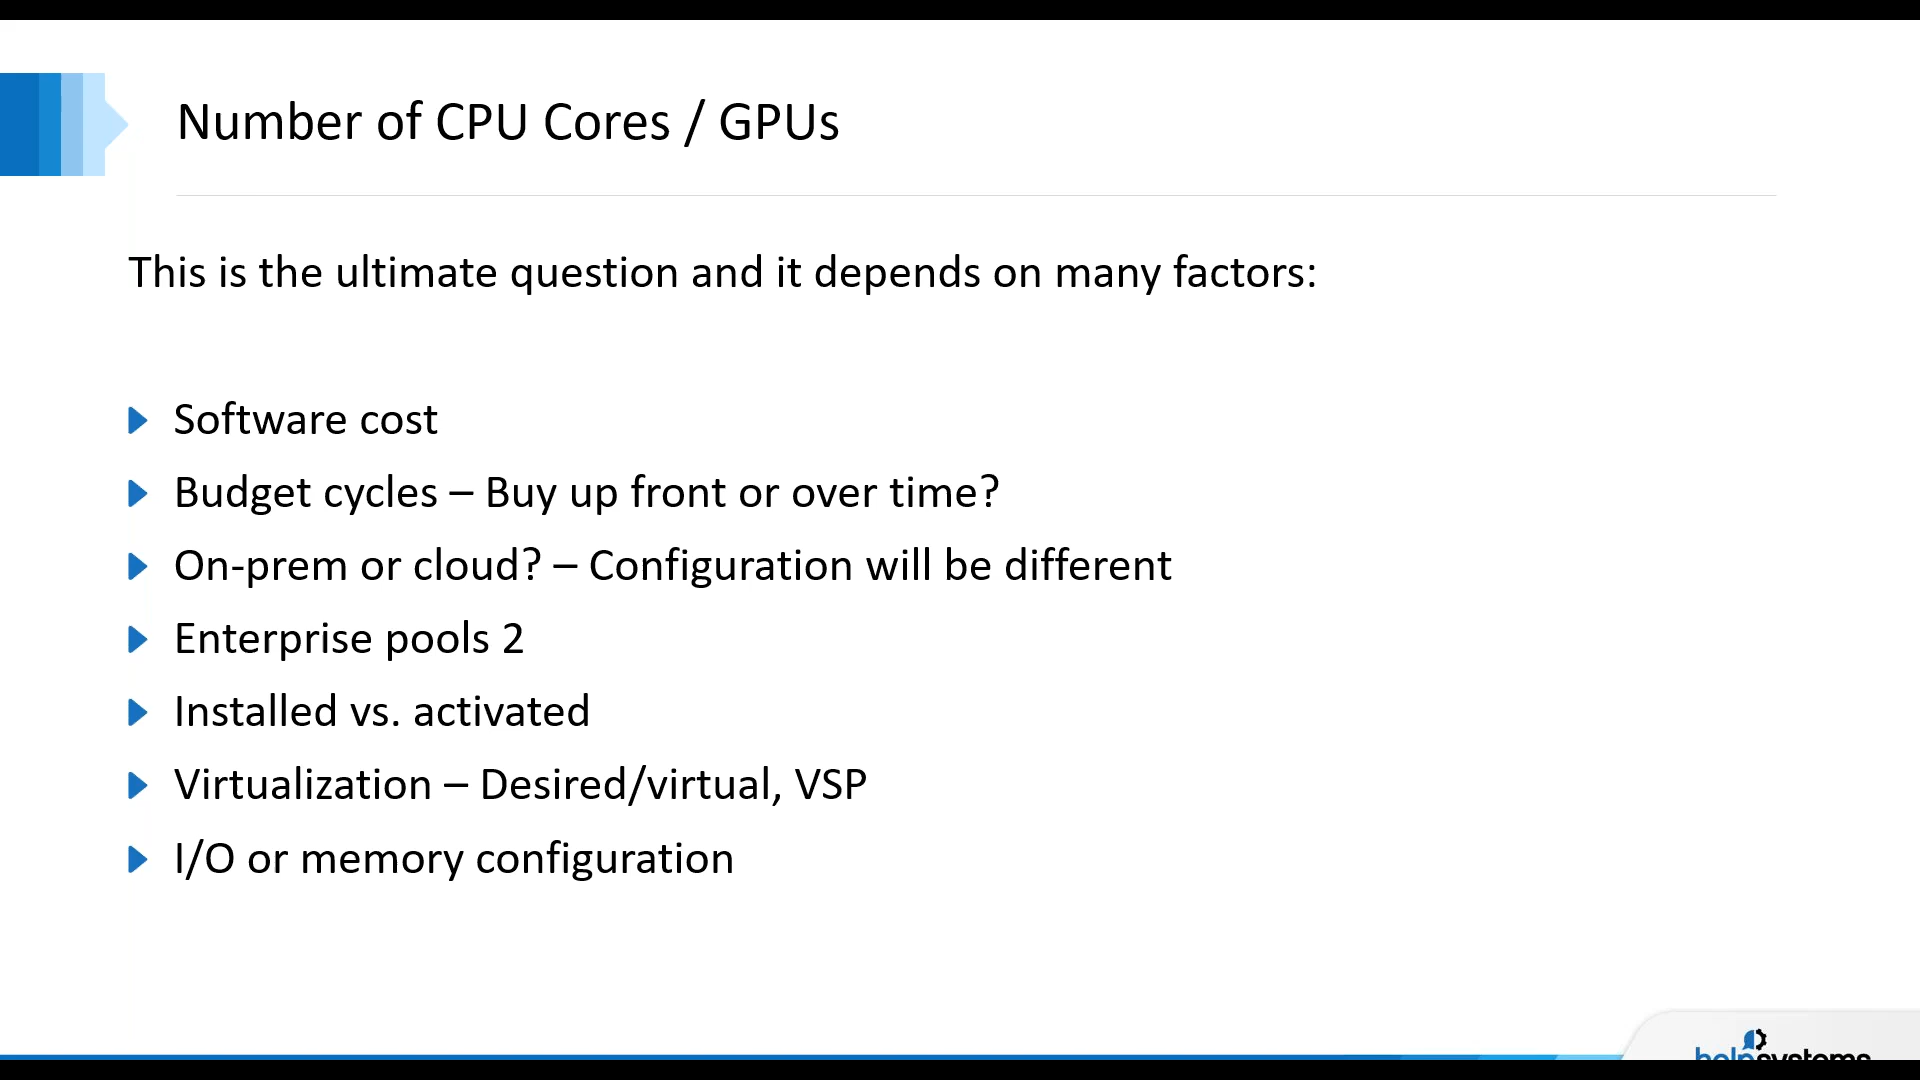 Number of CPU Cores / GPUs
This is the ultimate question and it depends on many factors:
Software cost
Budget cycles – Buy up front or over time?
On-prem or cloud? – Configuration will be different
Enterprise pools 2
Installed vs. activated
Virtualization – Desired/virtual, VSP
I/O or memory configuration
helpsystems